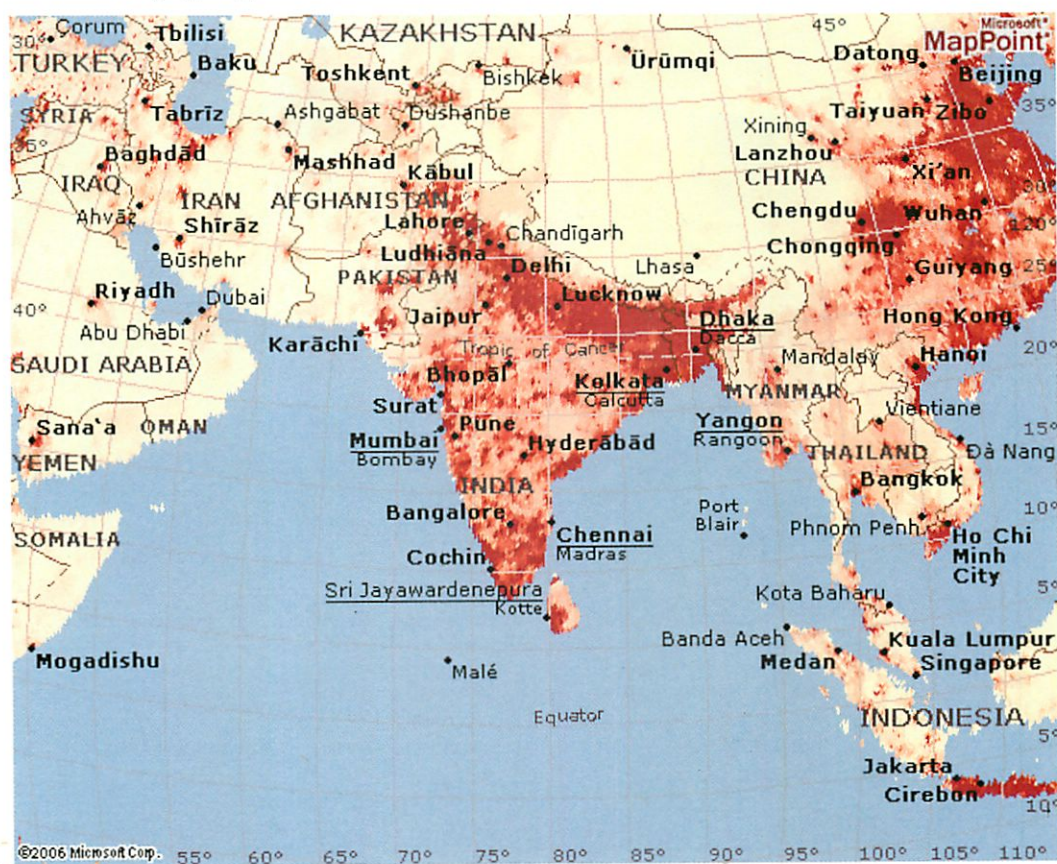 Microsoft®
MapPoint®
Çorum
Tbilisi
KAZAKHSTAN
45°
30°
TURKEY
Baku
Toshkent
Bishkek
Ürümqi
Datong
Beijing
SYRIA
Tabrīz
Ashgabat
Dushanbe
Taiyuan
Zibo
35°
35°
Baghdād
Mashhad
Xining
Lanzhou
IRAQ
IRAN
AFGHANISTAN
Kābul
CHINA
Xi'an
30°
Ahvāz
Shīrāz
Lahore
Chandīgarh
Chengdu
Wuhan
120°
Būshehr
Ludhiāna
Delhi
Lhasa
Chongqing
PAKISTAN
Guiyang
25°
Riyadh
Dubai
Lucknow
40°
Abu Dhabi
Jaipur
Dhaka
Dacca
Hong Kong
Karāchi
Tropic of Cancer
20°
SAUDI ARABIA
Bhopāl
Kolkata
Calcutta
Mandalay
Hanoi
MYANMAR
Surat
Vientiane
Sana'a
OMAN
Mumbai
Bombay
Pune
Hyderābād
Yangon
Rangoon
15°
YEMEN
THAILAND
Đà Nang
INDIA
Bangkok
Bangalore
Port
Blair
10°
SOMALIA
Chennai
Madras
Phnom Penh
Ho Chi
Minh
City
Cochin
Sri Jayawardenepura
Kotte
Kota Baharu
5°
Banda Aceh
Kuala Lumpur
Mogadishu
Malé
Medan
Singapore
Equator
INDONESIA
5°
Jakarta
Cirebon
10°
©2006 Microsoft Corp.
55°
60°
65°
70°
75°
80°
85°
90°
95°
100°
105°
110°